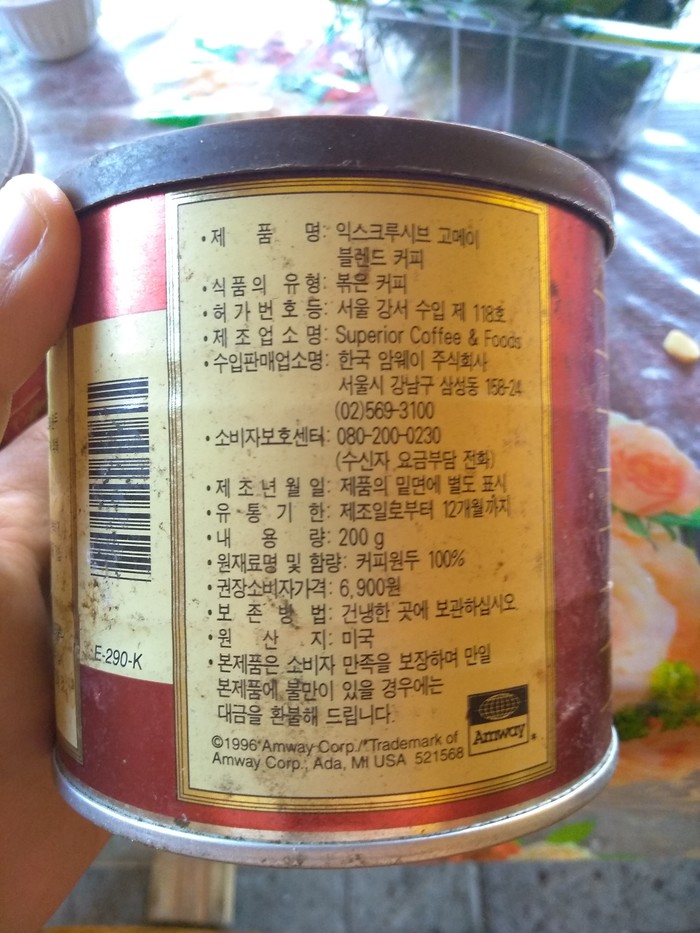 •제 품 명: 익스크루시브 고메이
블렌드 커피
•식품의 유형: 볶은 커피
•허가번호등: 서울 강서 수입 제 118호
•제조업소명: Superior Coffee & Foods
•수입판매업소명: 한국 암웨이 주식회사
서울시 강남구 삼성동 158-24
(02)569-3100
•소비자보호센타: 080-200-0230
(수신자 요금부담 전화)
•제조년월일: 제품의 밑면에 별도 표시
•유통기한: 제조일로부터 12개월까지
•내 용 량: 200 g
•원재료명 및 함량: 커피원두 100%
•권장소비자가격: 6,900원
•보존방법: 건냉한 곳에 보관하십시오
•원 산 지: 미국
•본제품은 소비자 만족을 보장하며 만일
본제품에 불만이 있을 경우에는
대금을 환불해 드립니다.
©1996 Amway Corp./*Trademark of
Amway Corp., Ada, MI USA 521568
Amway
E-290-K